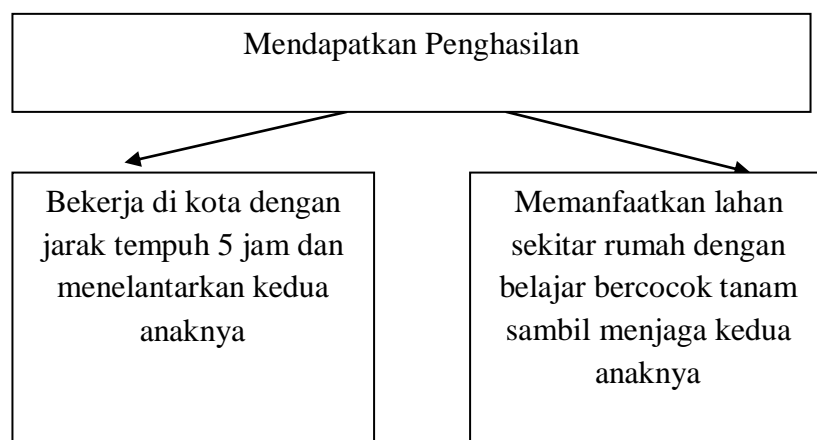 Mendapatkan Penghasilan
Bekerja di kota dengan
jarak tempuh 5 jam dan
menelantarkan kedua
anaknya
Memanfaatkan lahan
sekitar rumah dengan
belajar bercocok tanam
sambil menjaga kedua
anaknya